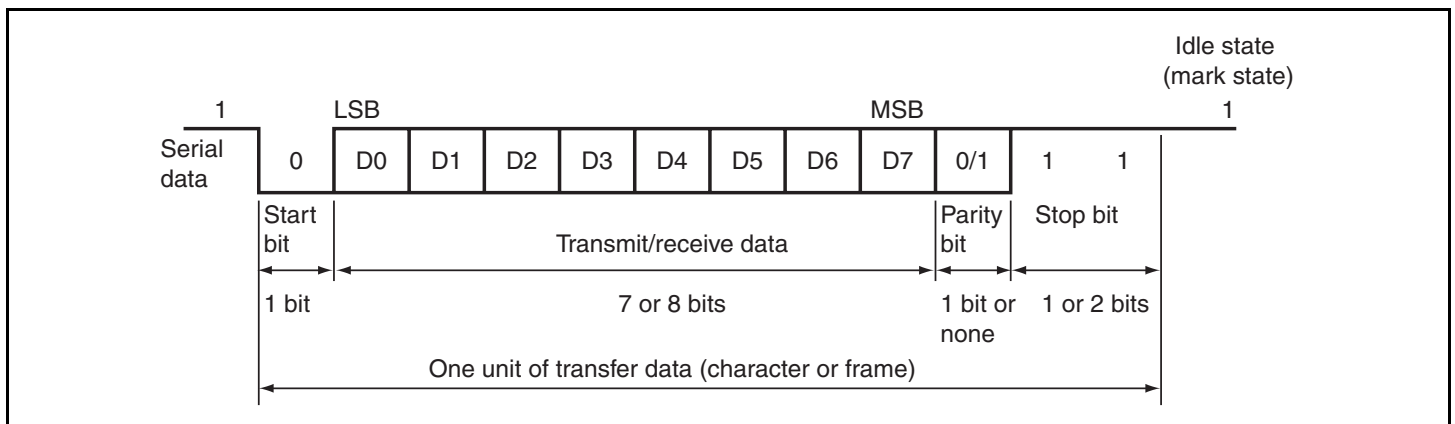 Idle state
(mark state)
1 LSB MSB 1
Serial
data
0 D0 D1 D2 D3 D4 D5 D6 D7 0/1 1 1
Start
bit
Transmit/receive data
Parity
bit
Stop bit
1 bit
7 or 8 bits
1 bit or
none
1 or 2 bits
One unit of transfer data (character or frame)